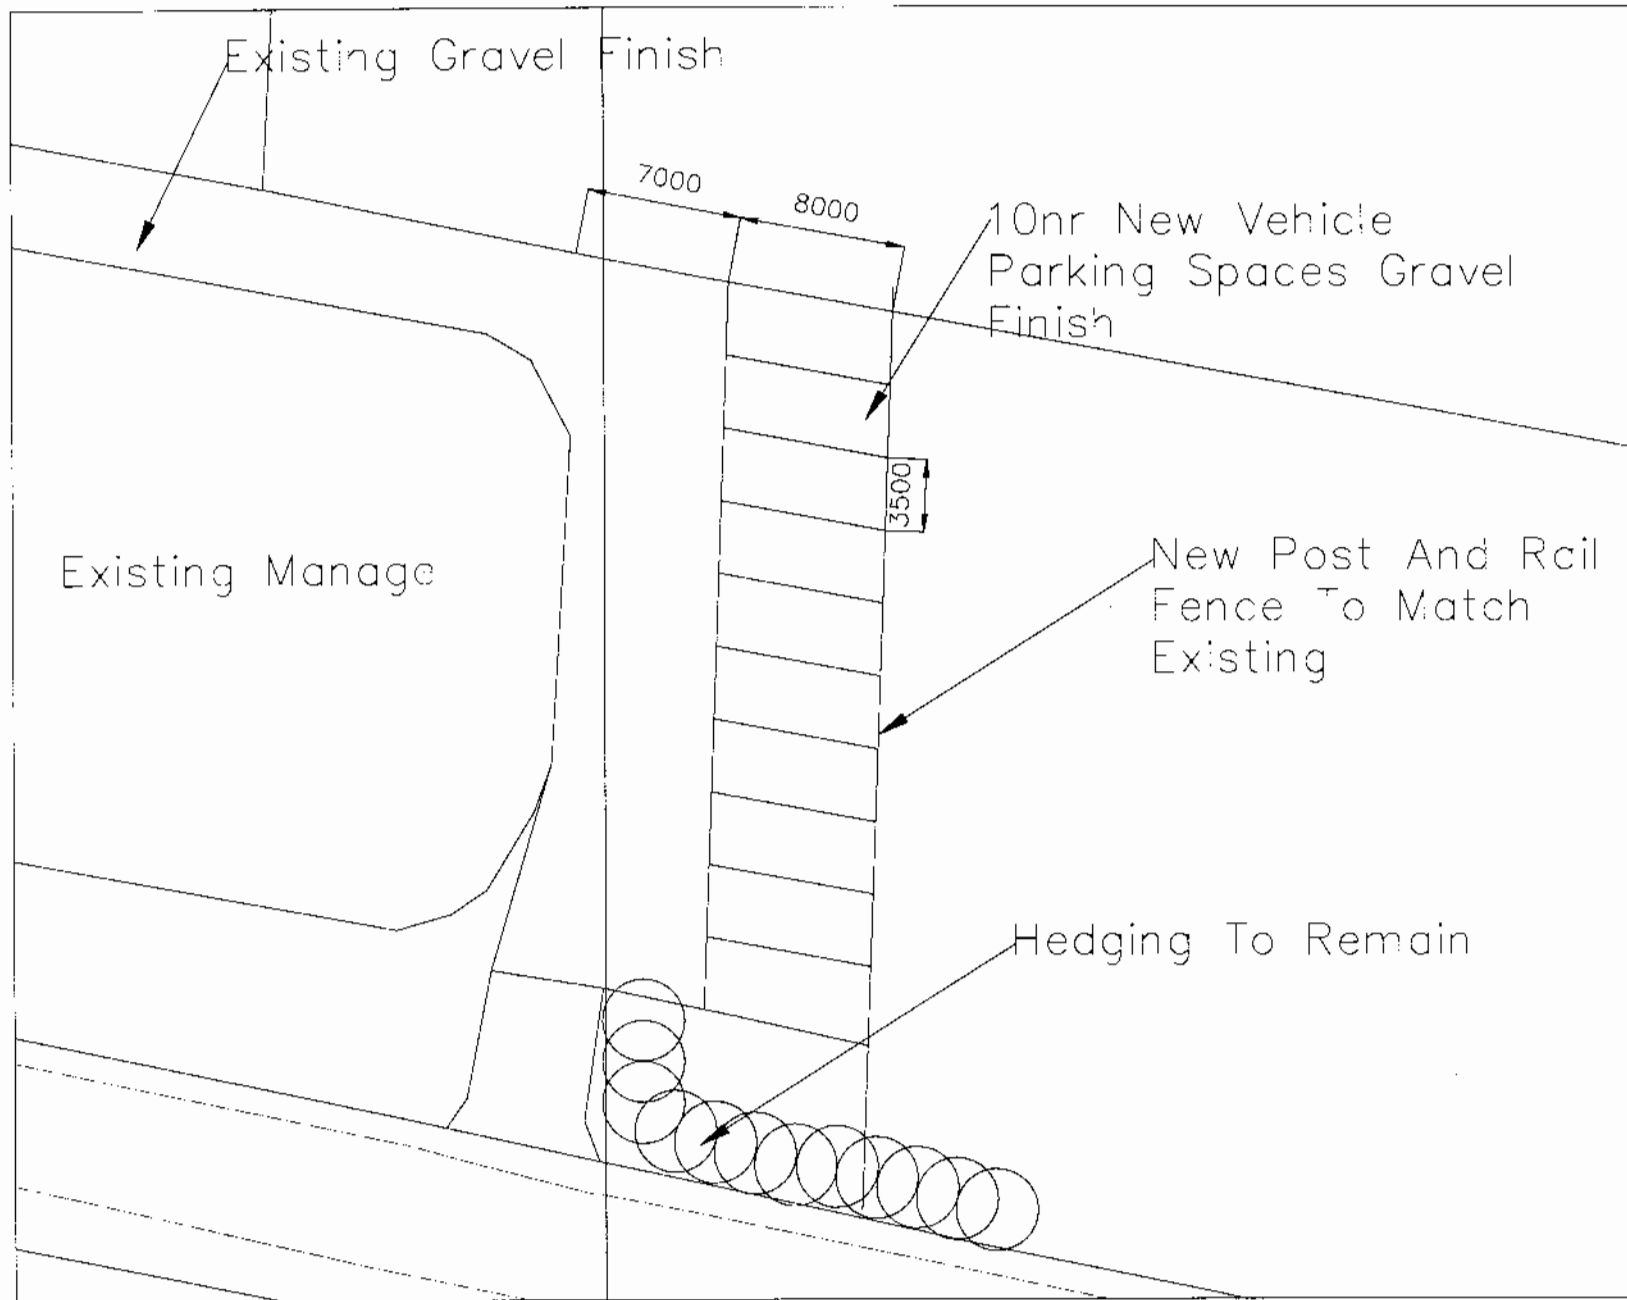 Existing Gravel Finish
7000
8000
10nr New Vehicle
Parking Spaces Gravel
Finish
3500
Existing Manage
New Post And Rail
Fence To Match
Existing
Hedging To Remain